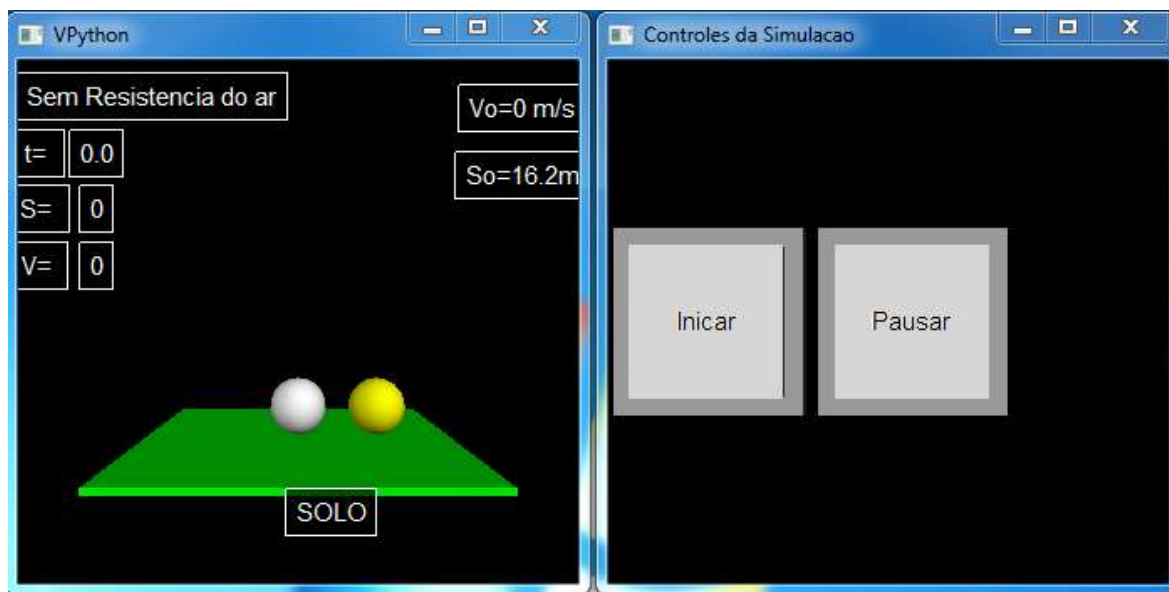 VPython
Sem Resistencia do ar
t= 0.0
S= 0
V= 0
Vo=0 m/s
So=16.2m
SOLO
Controles da Simulacao
Inicar
Pausar